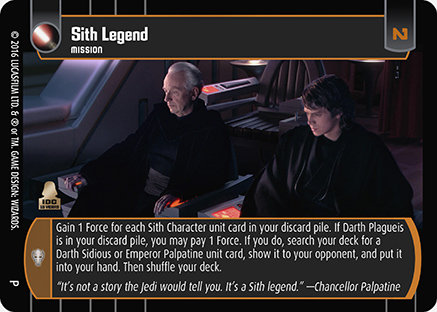 Sith Legend
MISSION
N
© 2016 LUCASFILM LTD. & ® or TM. GAME DESIGN: WIZARDS.
IDC
Gain 1 Force for each Sith Character unit card in your discard pile. If Darth Plagueis
is in your discard pile, you may pay 1 Force. If you do, search your deck for a
Darth Sidious or Emperor Palpatine unit card, show it to your opponent, and put it
into your hand. Then shuffle your deck.
“It’s not a story the Jedi would tell you. It’s a Sith legend.” —Chancellor Palpatine
P